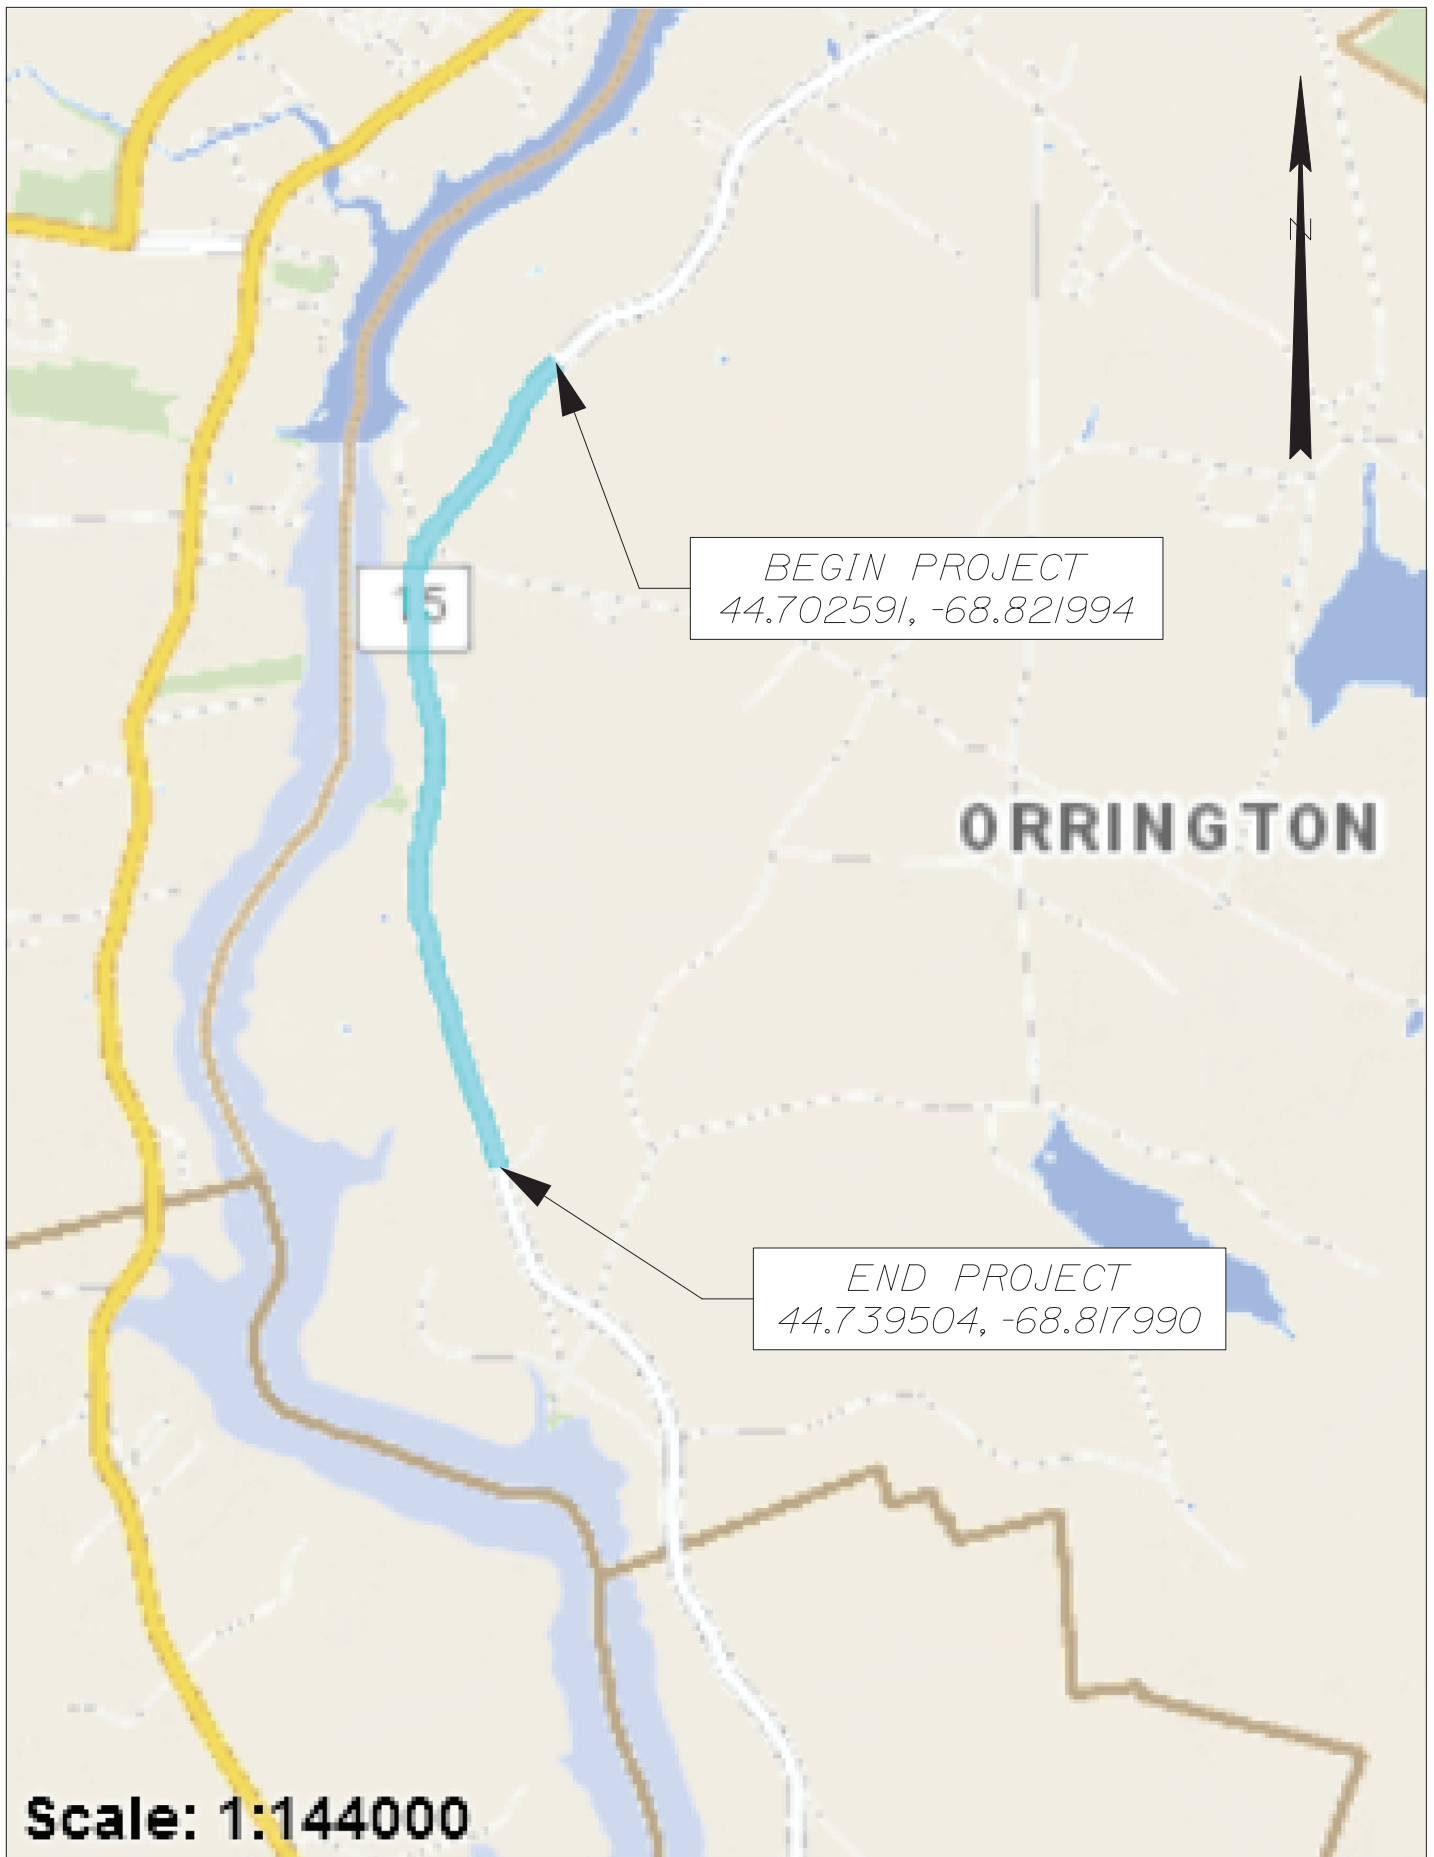 N
BEGIN PROJECT
44.702591, -68.821994
15
ORRINGTON
END PROJECT
44.739504, -68.817990
Scale: 1:144000